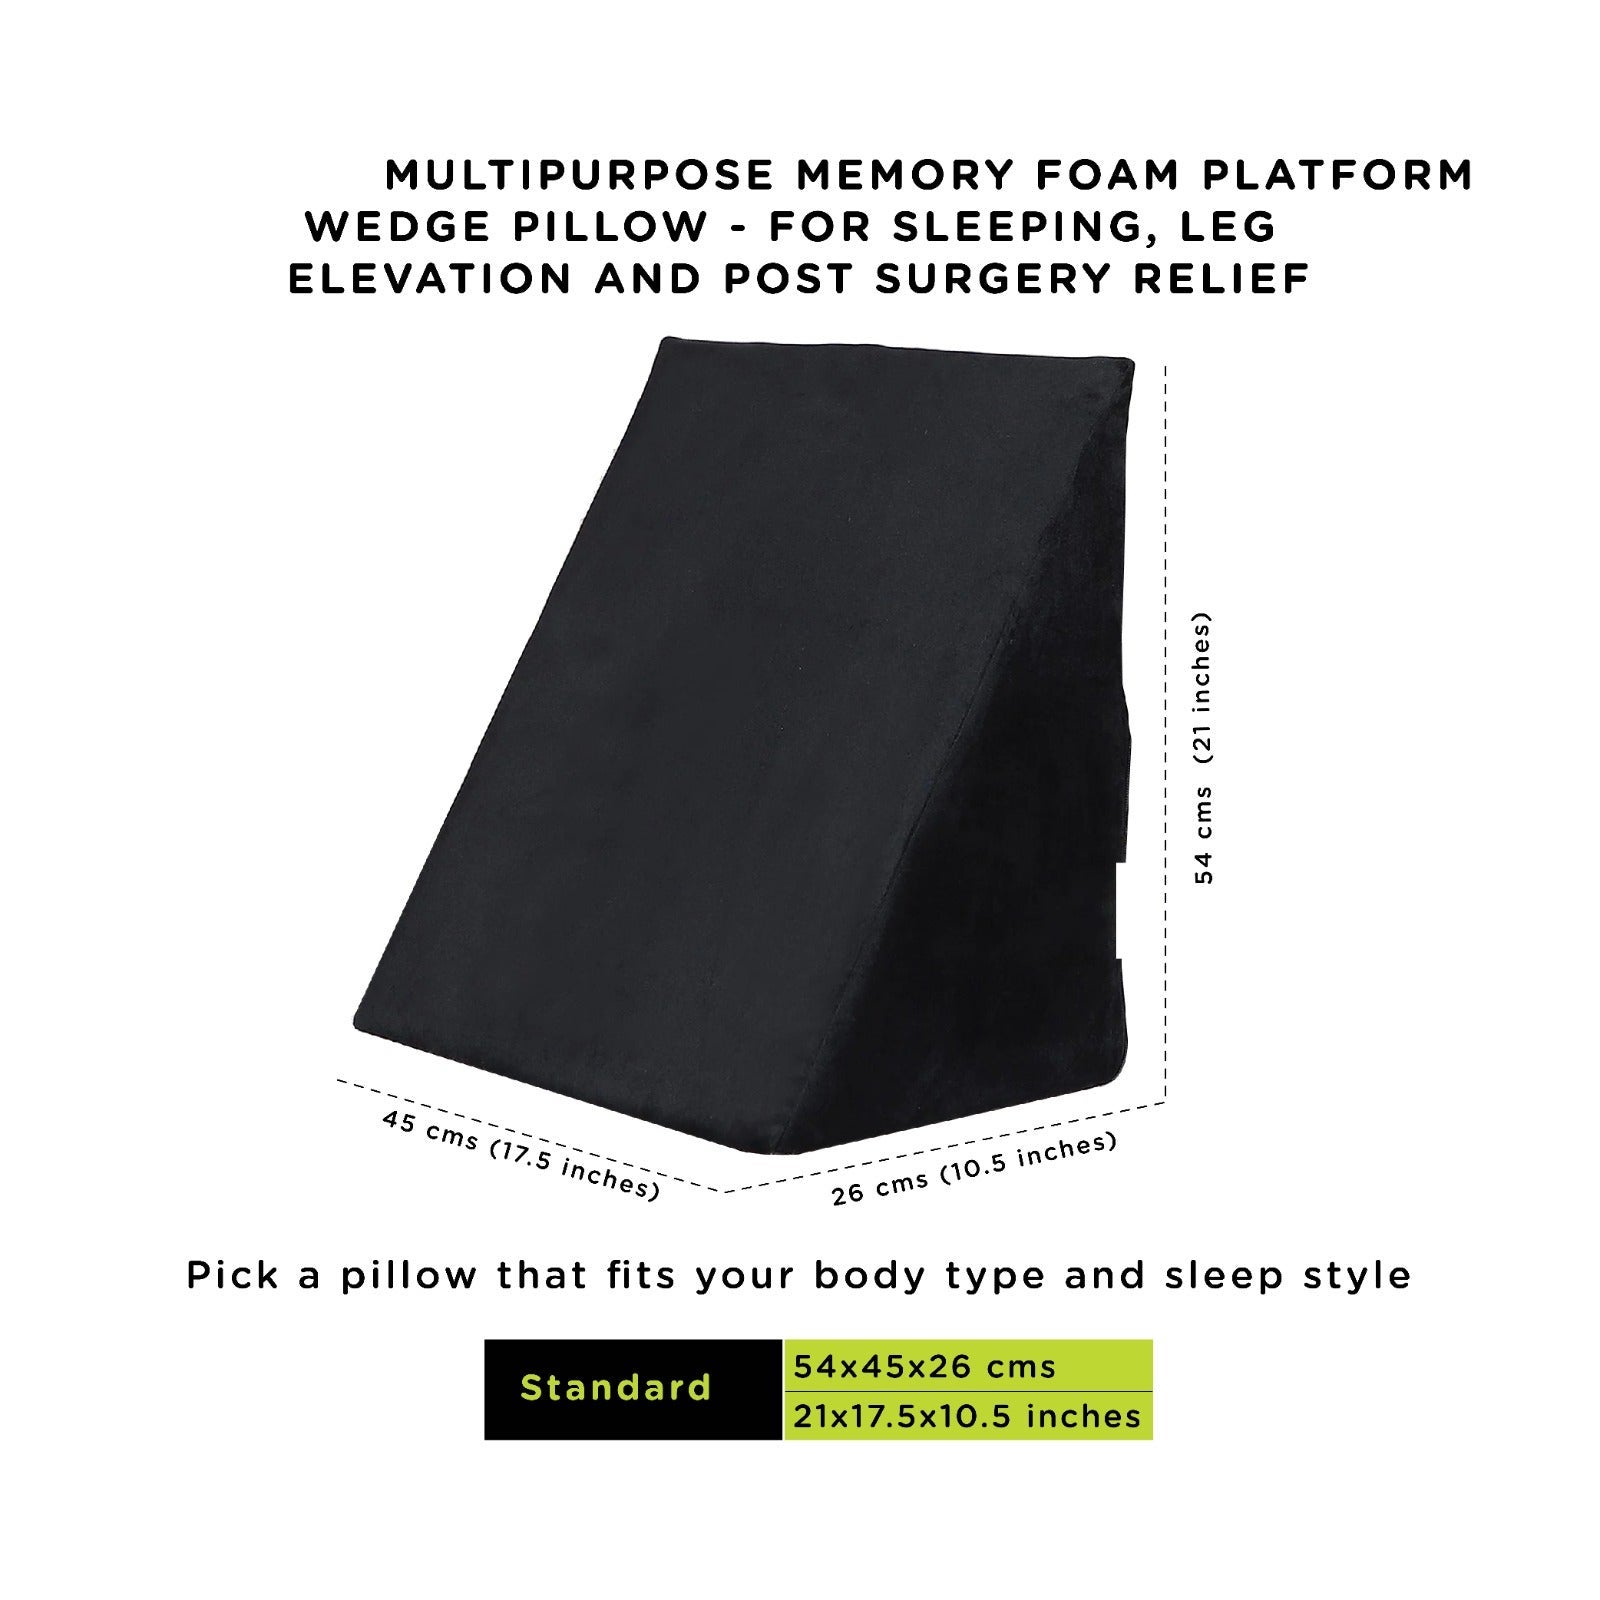 MULTIPURPOSE MEMORY FOAM PLATFORM
WEDGE PILLOW - FOR SLEEPING, LEG
ELEVATION AND POST SURGERY RELIEF
54 cms (21 inches)
45 cms (17.5 inches)
26 cms (10.5 inches)
Pick a pillow that fits your body type and sleep style
Standard
54x45x26 cms
21x17.5x10.5 inches